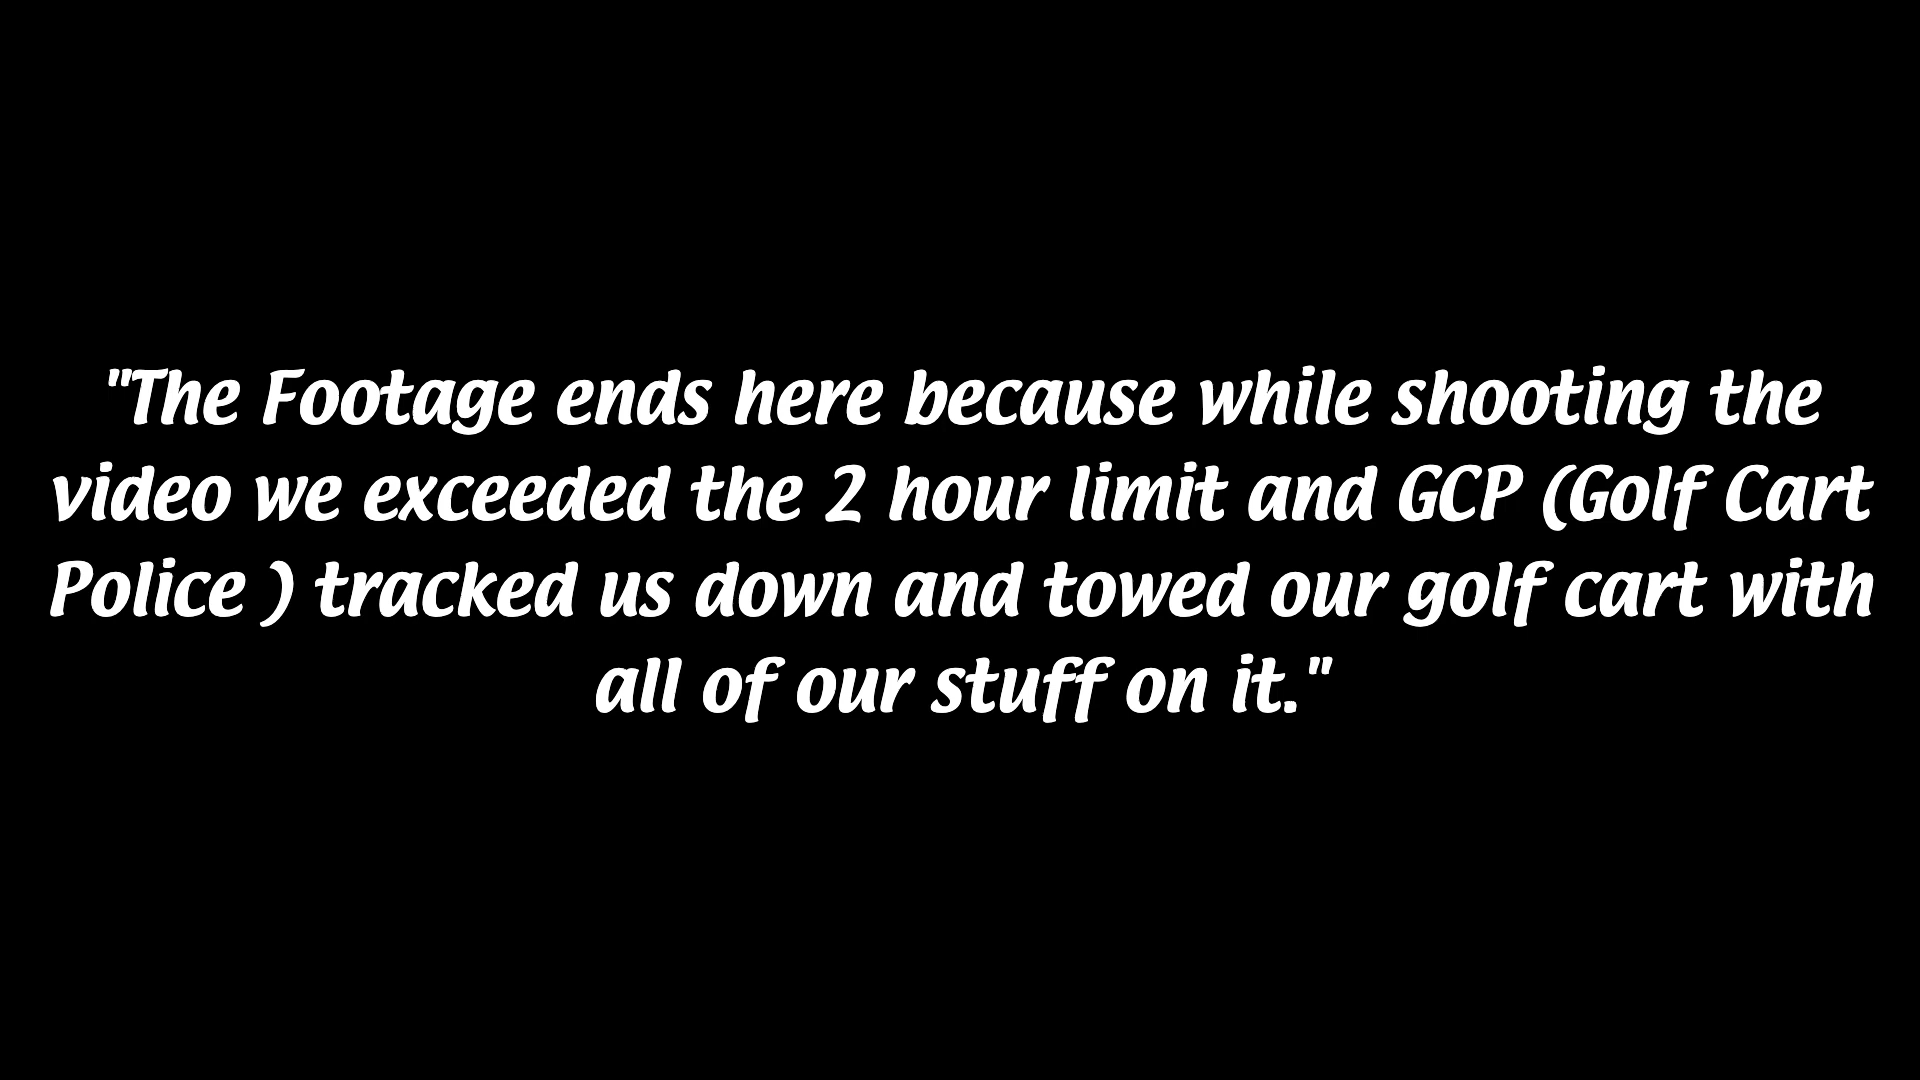 "The Footage ends here because while shooting the
video we exceeded the 2 hour limit and GCP (Golf Cart
Police ) tracked us down and towed our golf cart with
all of our stuff on it."